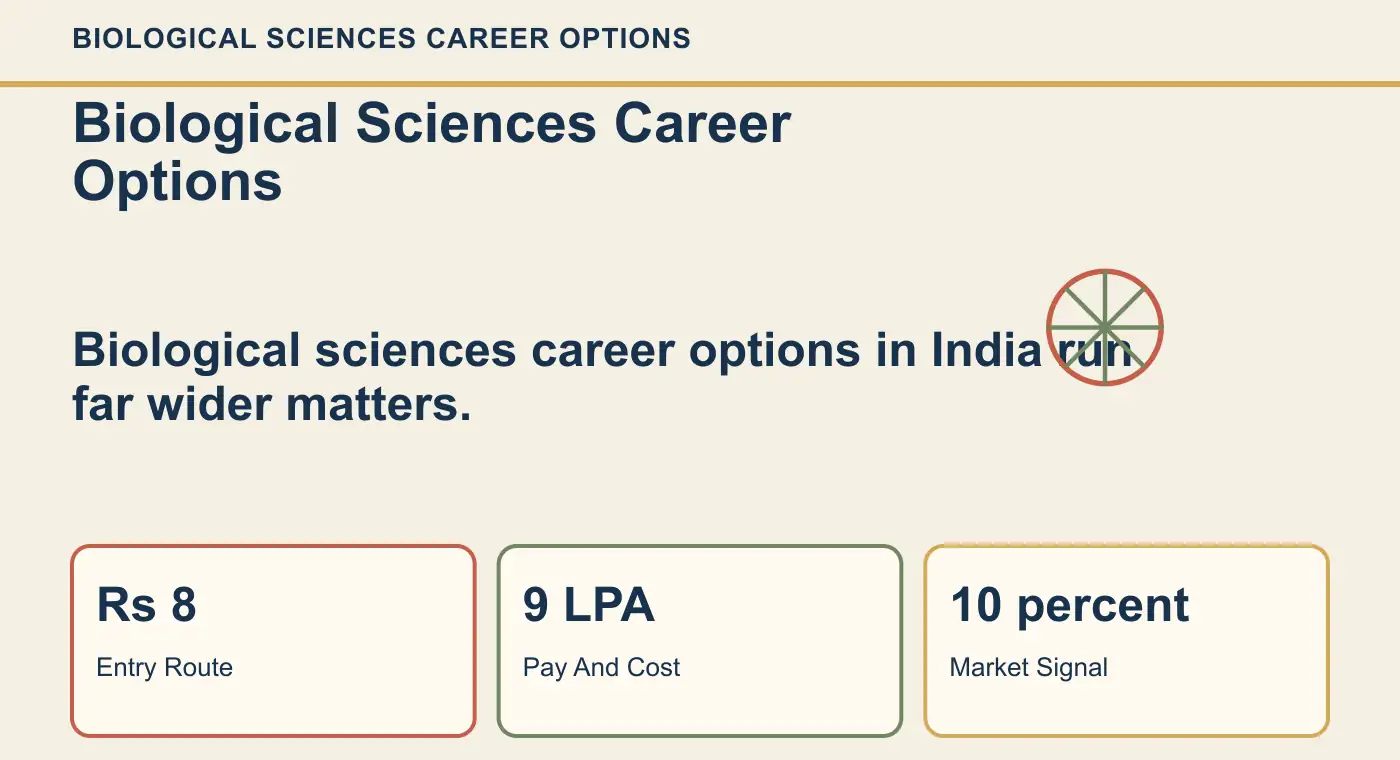 BIOLOGICAL SCIENCES CAREER OPTIONS
Biological Sciences Career
Options
Biological sciences career options in India run
far wider matters.
Rs 8
Entry Route
9 LPA
Pay And Cost
10 percent
Market Signal